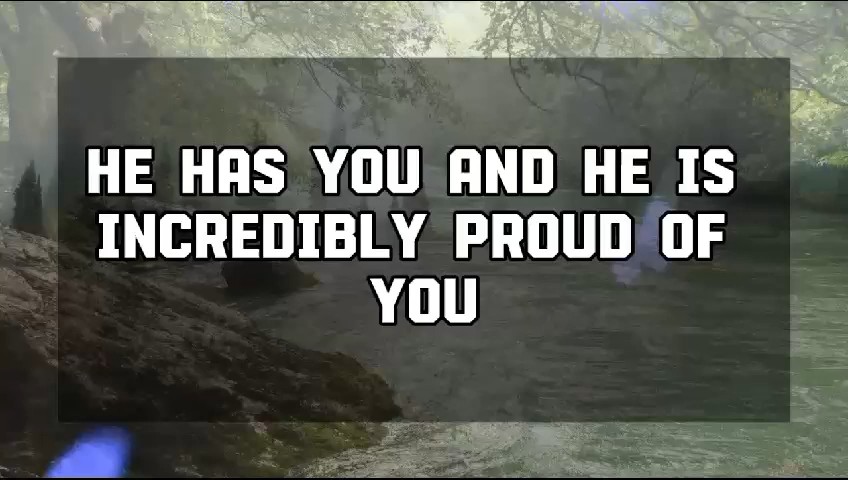 HE HAS YOU AND HE IS
INCREDIBLY PROUD OF
YOU